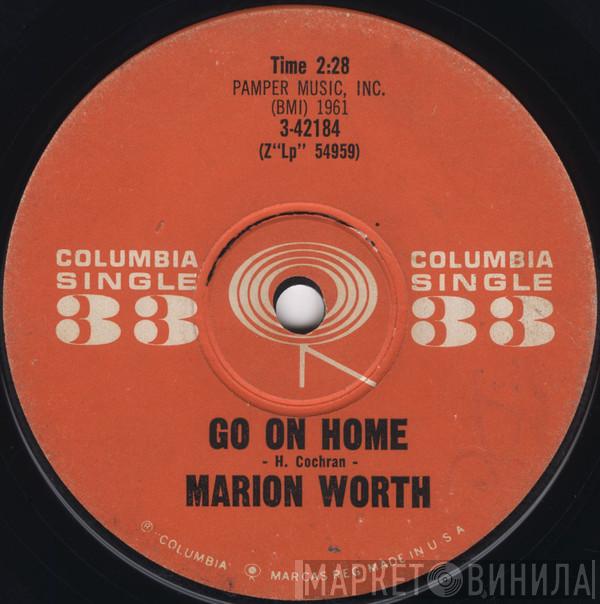 Time 2:28
PAMPER MUSIC, INC.
(BMI) 1961
3-42184
(Z"Lp" 54959)
COLUMBIA
SINGLE
33
COLUMBIA
SINGLE
33
GO ON HOME
- H. Cochran -
MARION WORTH
® "COLUMBIA" MARCAS REG. MADE IN U S A
МАРКЕТ ВИНИЛА